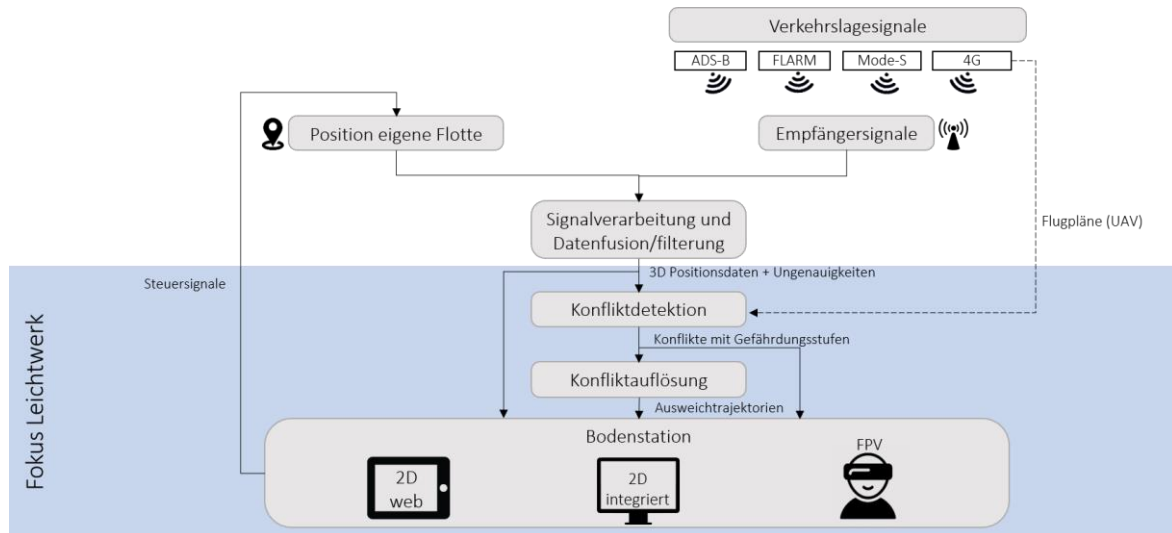 Verkehrslagesignale
ADS-B
FLARM
Mode-S
4G
Position eigene Flotte
Empfängersignale
Signalverarbeitung und
Datenfusion/filterung
Flugpläne (UAV)
3D Positionsdaten + Ungenauigkeiten
Steuersignale
Konfliktdetektion
Konflikte mit Gefährdungsstufen
Konfliktauflösung
Ausweichtrajektorien
Fokus Leichtwerk
Bodenstation
2D
web
2D
integriert
FPV